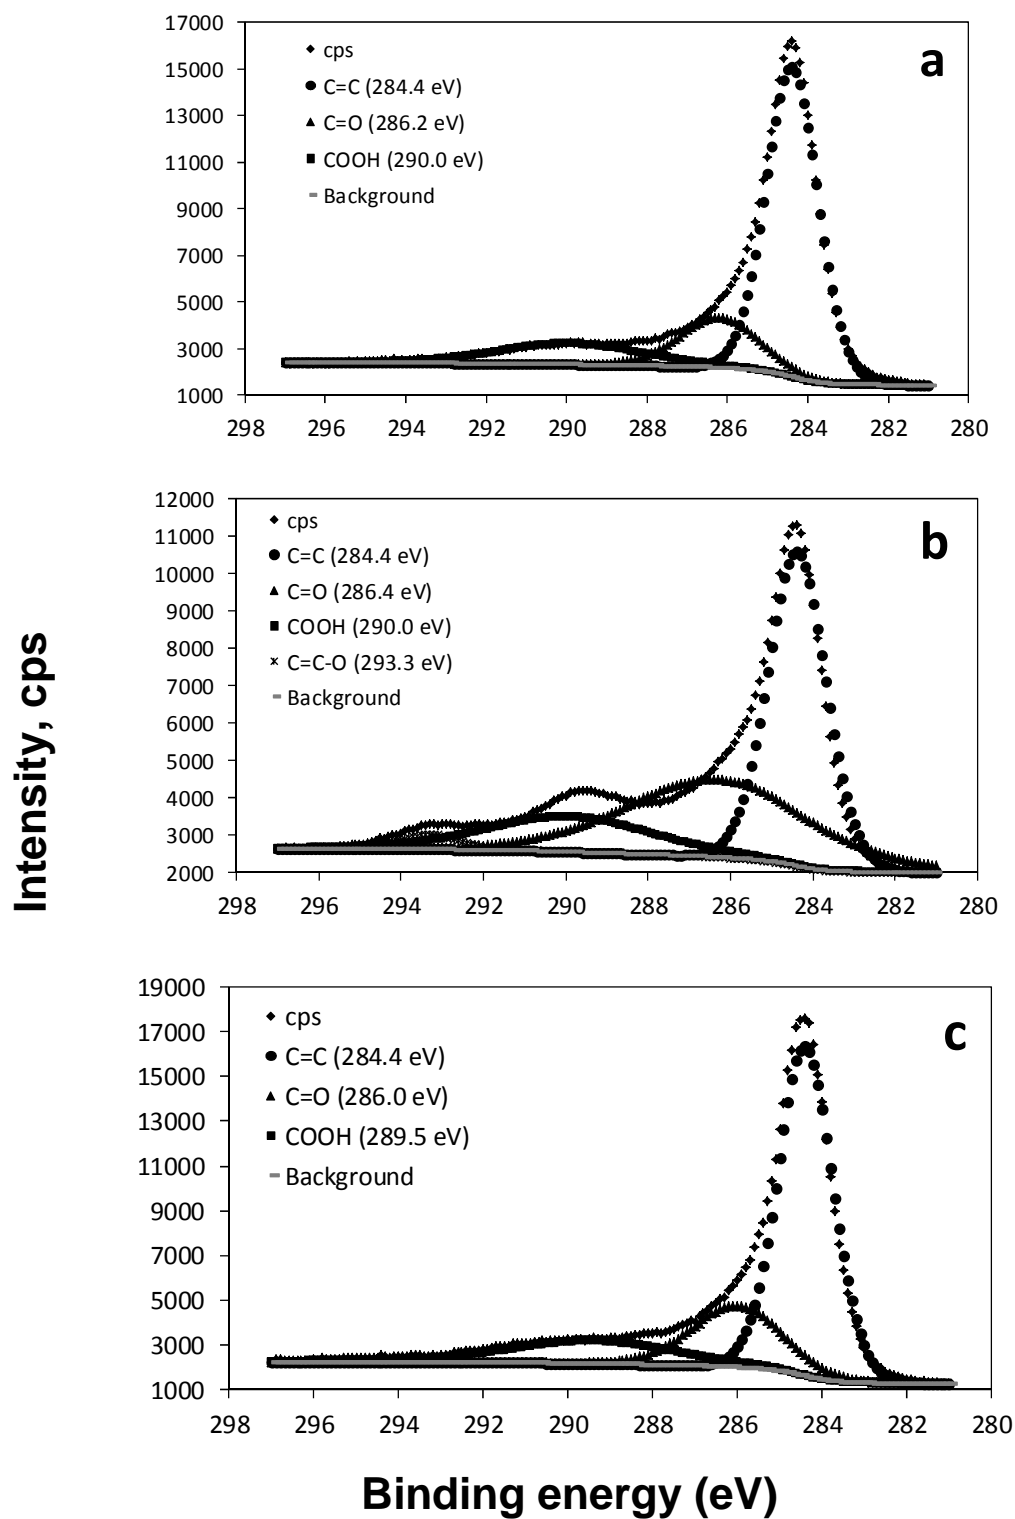 Intensity, cps
17000
15000
13000
11000
9000
7000
5000
3000
1000
a
cps
C=C (284.4 eV)
C=O (286.2 eV)
COOH (290.0 eV)
Background
298 296 294 292 290 288 286 284 282 280
12000
11000
10000
9000
8000
7000
6000
5000
4000
3000
2000
b
cps
C=C (284.4 eV)
C=O (286.4 eV)
COOH (290.0 eV)
C=C-O (293.3 eV)
Background
298 296 294 292 290 288 286 284 282 280
19000
17000
15000
13000
11000
9000
7000
5000
3000
1000
c
cps
C=C (284.4 eV)
C=O (286.0 eV)
COOH (289.5 eV)
Background
298 296 294 292 290 288 286 284 282 280
Binding energy (eV)